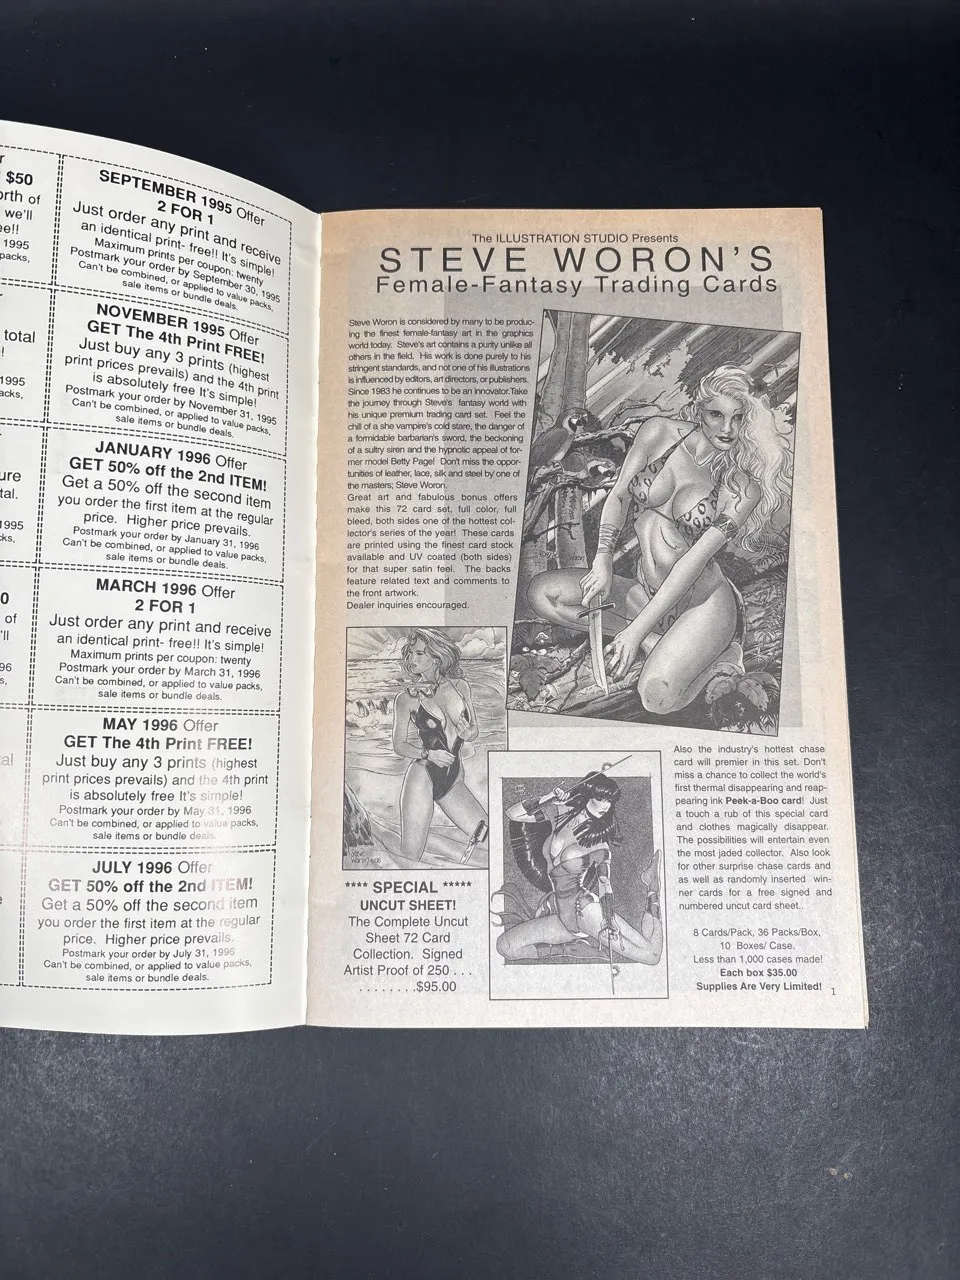 r
$50
orth of
we'll
ee!!
1995
packs,
total
!
1995
acks,
ure
tal.
1995
cks,
0
of
'll
96
s,
al
e
SEPTEMBER 1995 Offer
2 FOR 1
Just order any print and receive
an identical print- free!! It's simple!
Maximum prints per coupon: twenty
Postmark your order by September 30, 1995
Can't be combined, or applied to value packs,
sale items or bundle deals.
NOVEMBER 1995 Offer
GET The 4th Print FREE!
Just buy any 3 prints (highest
print prices prevails) and the 4th print
is absolutely free It's simple!
Postmark your order by November 31, 1995
Can't be combined, or applied to value packs,
sale items or bundle deals.
JANUARY 1996 Offer
GET 50% off the 2nd ITEM!
Get a 50% off the second item
you order the first item at the regular
price. Higher price prevails.
Postmark your order by January 31, 1996
Can't be combined, or applied to value packs,
sale items or bundle deals.
MARCH 1996 Offer
2 FOR 1
Just order any print and receive
an identical print- free!! It's simple!
Maximum prints per coupon: twenty
Postmark your order by March 31, 1996
Can't be combined, or applied to value packs,
sale items or bundle deals.
MAY 1996 Offer
GET The 4th Print FREE!
Just buy any 3 prints (highest
print prices prevails) and the 4th print
is absolutely free It's simple!
Postmark your order by May 31, 1996
Can't be combined, or applied to value packs,
sale items or bundle deals.
JULY 1996 Offer
GET 50% off the 2nd ITEM!
Get a 50% off the second item
you order the first item at the regular
price. Higher price prevails.
Postmark your order by July 31, 1996
Can't be combined, or applied to value packs,
sale items or bundle deals.
The ILLUSTRATION STUDIO Presents
STEVE WORON'S
Female-Fantasy Trading Cards
Steve Woron is considered by many to be produc-
ing the finest female-fantasy art in the graphics
world today. Steve's art contains a purity unlike all
others in the field. His work is done purely to his
stringent standards, and not one of his illustrations
is influenced by editors, art directors, or publishers.
Since 1983 he continues to be an innovator.Take
the journey through Steve's fantasy world with
his unique premium trading card set. Feel the
chill of a she vampire's cold stare, the danger of
a formidable barbarian's sword, the beckoning
of a sultry siren and the hypnotic appeal of for-
mer model Betty Page! Don't miss the oppor-
tunities of leather, lace, silk and steel by one of
the masters; Steve Woron.
Great art and fabulous bonus offers
make this 72 card set, full color, full
bleed, both sides one of the hottest col-
lector's series of the year! These cards
are printed using the finest card stock
available and UV coated (both sides)
for that super satin feel. The backs
feature related text and comments to
the front artwork.
Dealer inquiries encouraged.
**** SPECIAL *****
UNCUT SHEET!
The Complete Uncut
Sheet 72 Card
Collection. Signed
Artist Proof of 250 . . .
. . . . . . . .$95.00
Also the industry's hottest chase
card will premier in this set. Don't
miss a chance to collect the world's
first thermal disappearing and reap-
pearing ink Peek-a-Boo card! Just
a touch a rub of this special card
and clothes magically disappear.
The possibilities will entertain even
the most jaded collector. Also look
for other surprise chase cards and
as well as randomly inserted win-
ner cards for a free signed and
numbered uncut card sheet..
8 Cards/Pack, 36 Packs/Box,
10 Boxes/ Case.
Less than 1,000 cases made!
Each box $35.00
Supplies Are Very Limited!
1